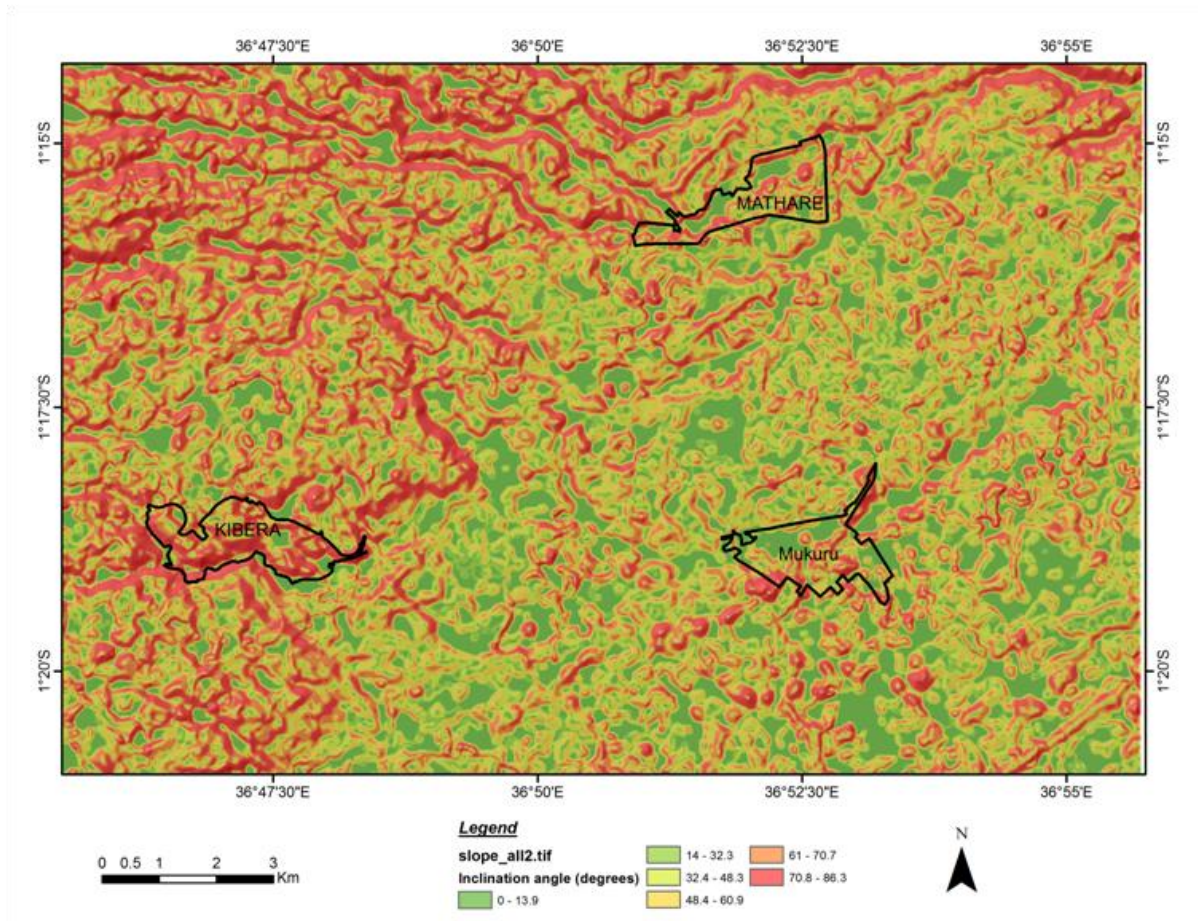 36°47'30"E 36°50' 36°52'30"E 36°55'
1°15'S 1°15'S
MATHARE
1°17'30"S 1°17'30"S
KIBERA
Mukuru
1°20'S 1°20'S
36°47'30"E 36°50' 36°52'30"E 36°55'
Legend
slope_all2.tif
Inclination angle (degrees)
0 - 13.9
14 - 32.3
32.4 - 48.3
48.4 - 60.9
61 - 70.7
70.8 - 86.3
0 0.5 1 2 3
Km
N